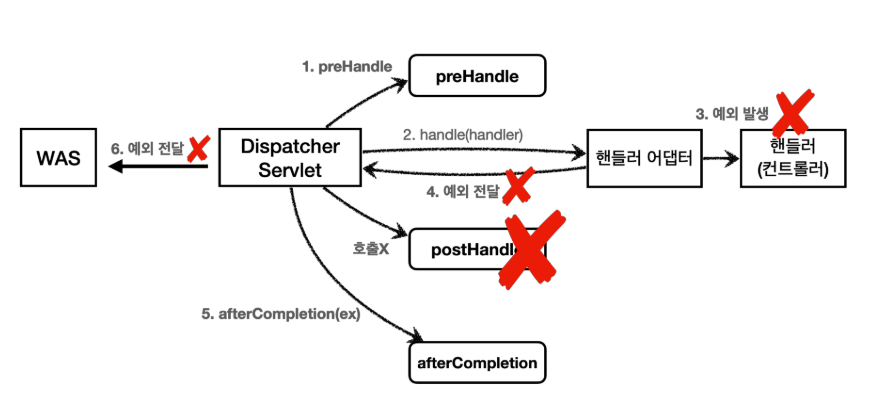 1. preHandle
preHandle
3. 예외 발생
2. handle(handler)
WAS
6. 예외 전달
Dispatcher
Servlet
핸들러 어댑터
핸들러
(컨트롤러)
4. 예외 전달
호출X
postHandle
5. afterCompletion(ex)
afterCompletion